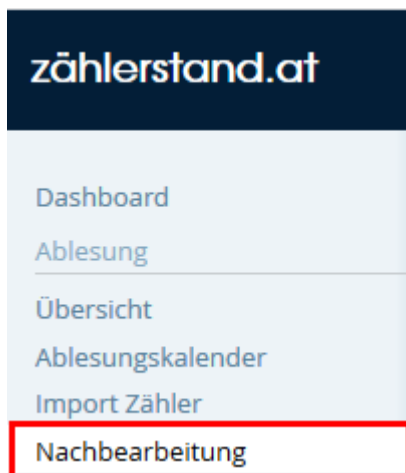 zählerstand.at
Dashboard
Ablesung
Übersicht
Ablesungskalender
Import Zähler
Nachbearbeitung